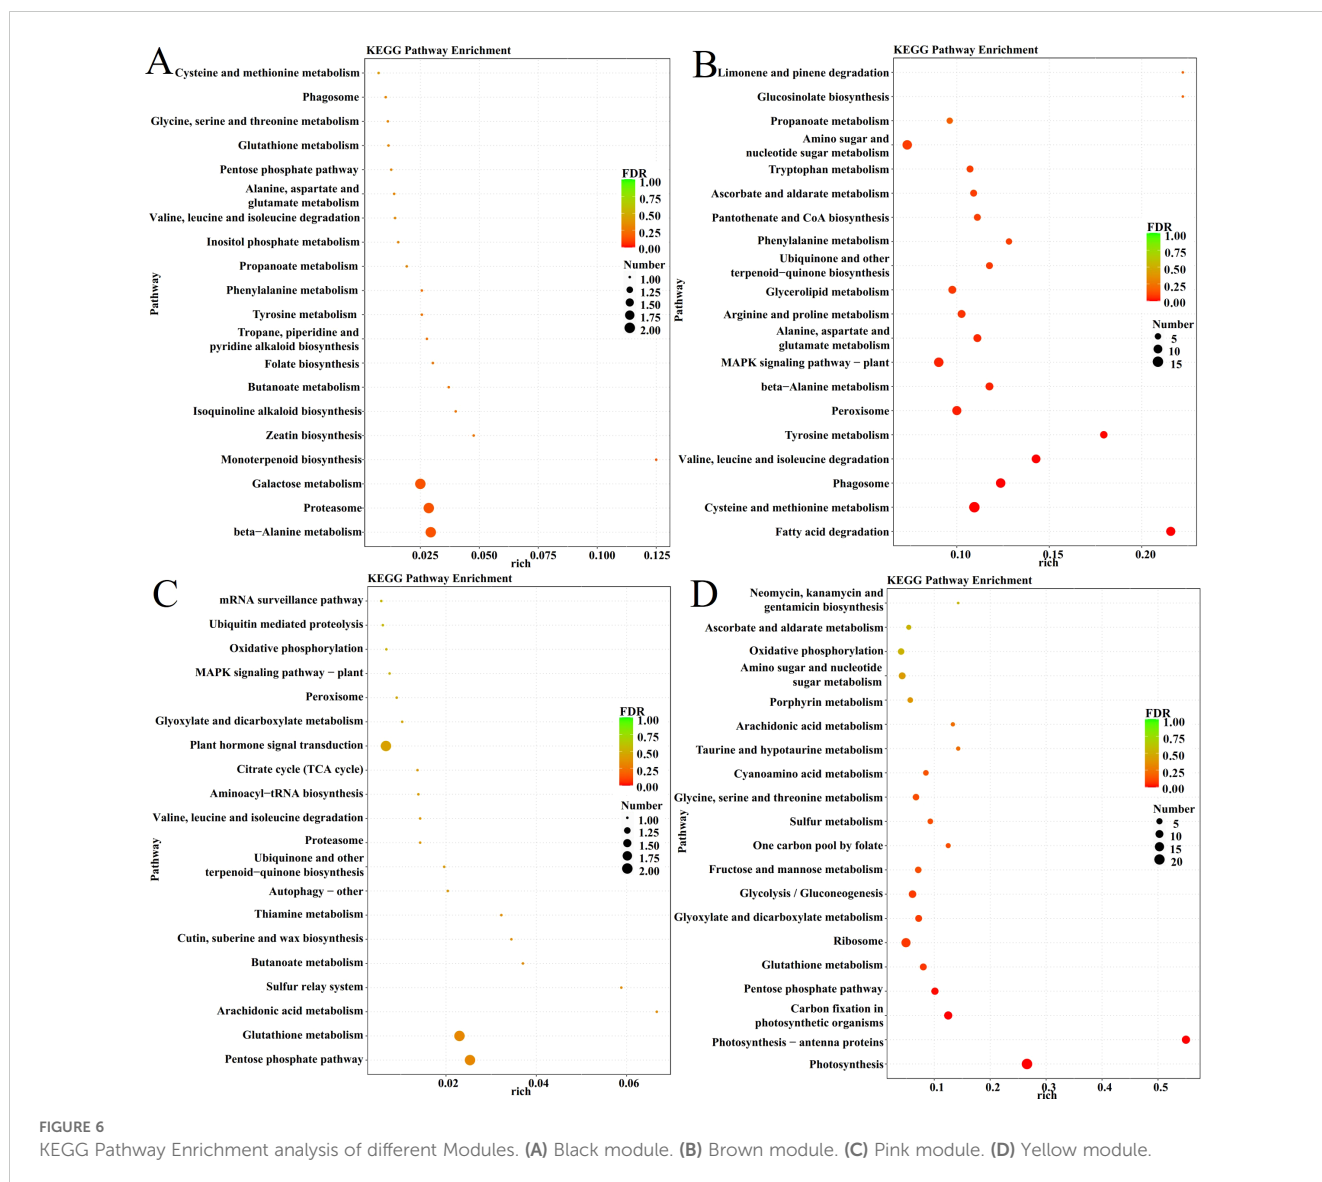 A
KEGG Pathway Enrichment
Cysteine and methionine metabolism
Phagosome
Glycine, serine and threonine metabolism
Glutathione metabolism
Pentose phosphate pathway
Alanine, aspartate and
glutamate metabolism
Valine, leucine and isoleucine degradation
Inositol phosphate metabolism
Propanoate metabolism
Phenylalanine metabolism
Tyrosine metabolism
Tropane, piperidine and
pyridine alkaloid biosynthesis
Folate biosynthesis
Butanoate metabolism
Isoquinoline alkaloid biosynthesis
Zeatin biosynthesis
Monoterpenoid biosynthesis
Galactose metabolism
Proteasome
beta−Alanine metabolism
Pathway
0.025
0.050
0.075
0.100
0.125
rich
FDR
1.00
0.75
0.50
0.25
0.00
Number
1.00
1.25
1.50
1.75
2.00
B
KEGG Pathway Enrichment
Limonene and pinene degradation
Glucosinolate biosynthesis
Propanoate metabolism
Amino sugar and
nucleotide sugar metabolism
Tryptophan metabolism
Ascorbate and aldarate metabolism
Pantothenate and CoA biosynthesis
Phenylalanine metabolism
Ubiquinone and other
terpenoid−quinone biosynthesis
Glycerolipid metabolism
Arginine and proline metabolism
Alanine, aspartate and
glutamate metabolism
MAPK signaling pathway − plant
beta−Alanine metabolism
Peroxisome
Tyrosine metabolism
Valine, leucine and isoleucine degradation
Phagosome
Cysteine and methionine metabolism
Fatty acid degradation
Pathway
0.10
0.15
0.20
rich
FDR
1.00
0.75
0.50
0.25
0.00
Number
5
10
15
C
KEGG Pathway Enrichment
mRNA surveillance pathway
Ubiquitin mediated proteolysis
Oxidative phosphorylation
MAPK signaling pathway − plant
Peroxisome
Glyoxylate and dicarboxylate metabolism
Plant hormone signal transduction
Citrate cycle (TCA cycle)
Aminoacyl−tRNA biosynthesis
Valine, leucine and isoleucine degradation
Proteasome
Ubiquinone and other
terpenoid−quinone biosynthesis
Autophagy − other
Thiamine metabolism
Cutin, suberine and wax biosynthesis
Butanoate metabolism
Sulfur relay system
Arachidonic acid metabolism
Glutathione metabolism
Pentose phosphate pathway
Pathway
0.02
0.04
0.06
rich
FDR
1.00
0.75
0.50
0.25
0.00
Number
1.00
1.25
1.50
1.75
2.00
D
KEGG Pathway Enrichment
Neomycin, kanamycin and
gentamicin biosynthesis
Ascorbate and aldarate metabolism
Oxidative phosphorylation
Amino sugar and nucleotide
sugar metabolism
Porphyrin metabolism
Arachidonic acid metabolism
Taurine and hypotaurine metabolism
Cyanoamino acid metabolism
Glycine, serine and threonine metabolism
Sulfur metabolism
One carbon pool by folate
Fructose and mannose metabolism
Glycolysis / Gluconeogenesis
Glyoxylate and dicarboxylate metabolism
Ribosome
Glutathione metabolism
Pentose phosphate pathway
Carbon fixation in
photosynthetic organisms
Photosynthesis − antenna proteins
Photosynthesis
Pathway
0.1
0.2
0.3
0.4
0.5
rich
FDR
1.00
0.75
0.50
0.25
0.00
Number
5
10
15
20
FIGURE 6
KEGG Pathway Enrichment analysis of different Modules. (A) Black module. (B) Brown module. (C) Pink module. (D) Yellow module.